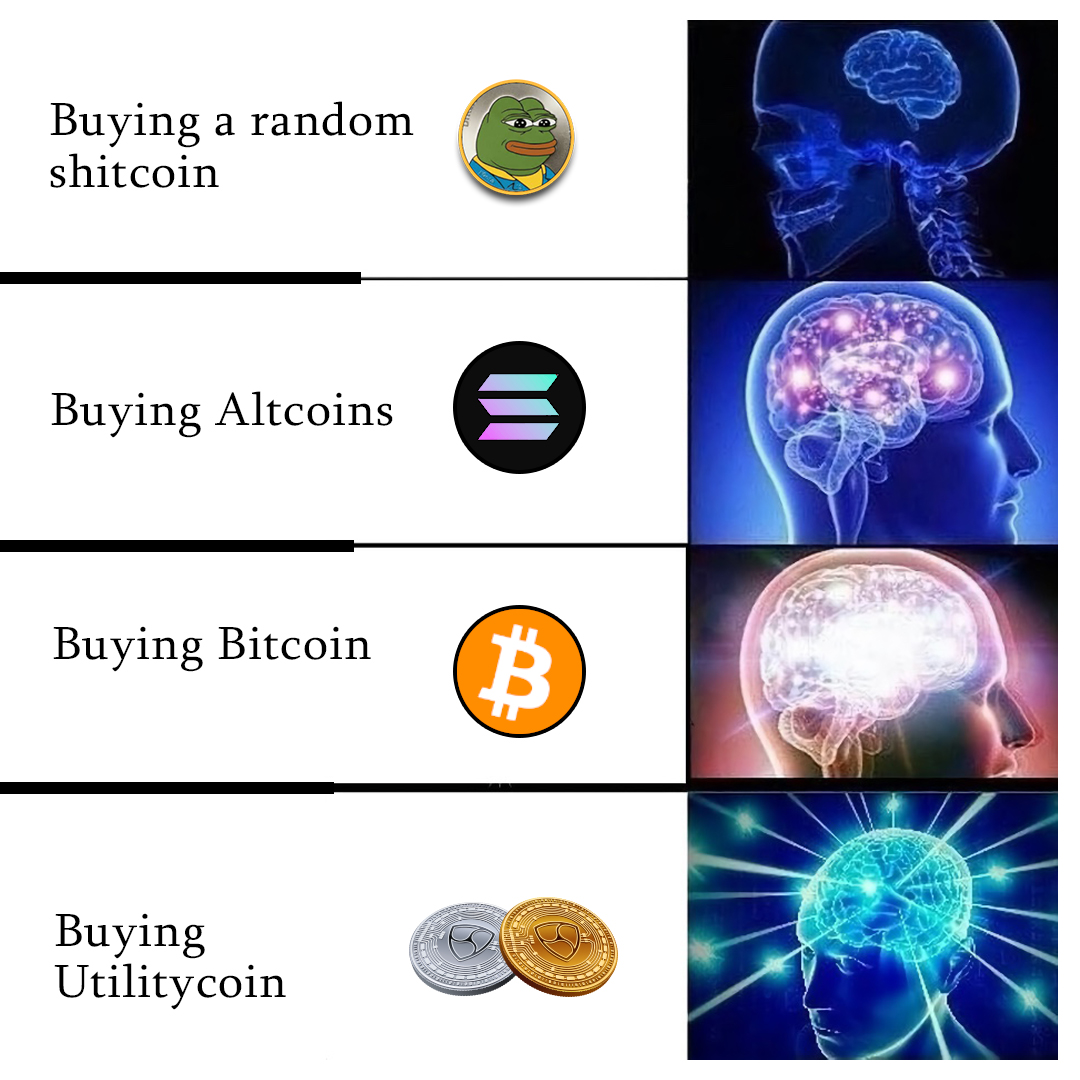 Buying a random
shitcoin
Buying Altcoins
Buying Bitcoin
Buying
Utilitycoin